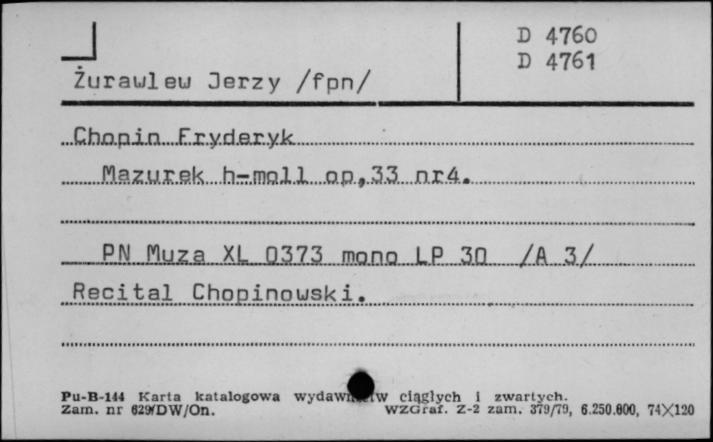 D 4760
D 4761
Żurawlew Jerzy /fpn/
Chopin Fryderyk
Mazurek h-moll op,33 nr4.
PN Muza XL 0373 mono LP 30 /A 3/
Recital Chopinowski.
Pu-B-144 Karta katalogowa ciągłych i zwartych.
Zam. nr 629/DW/On. WZGraf. Z-2 zam. 379/79, 6.250.000, 74X120